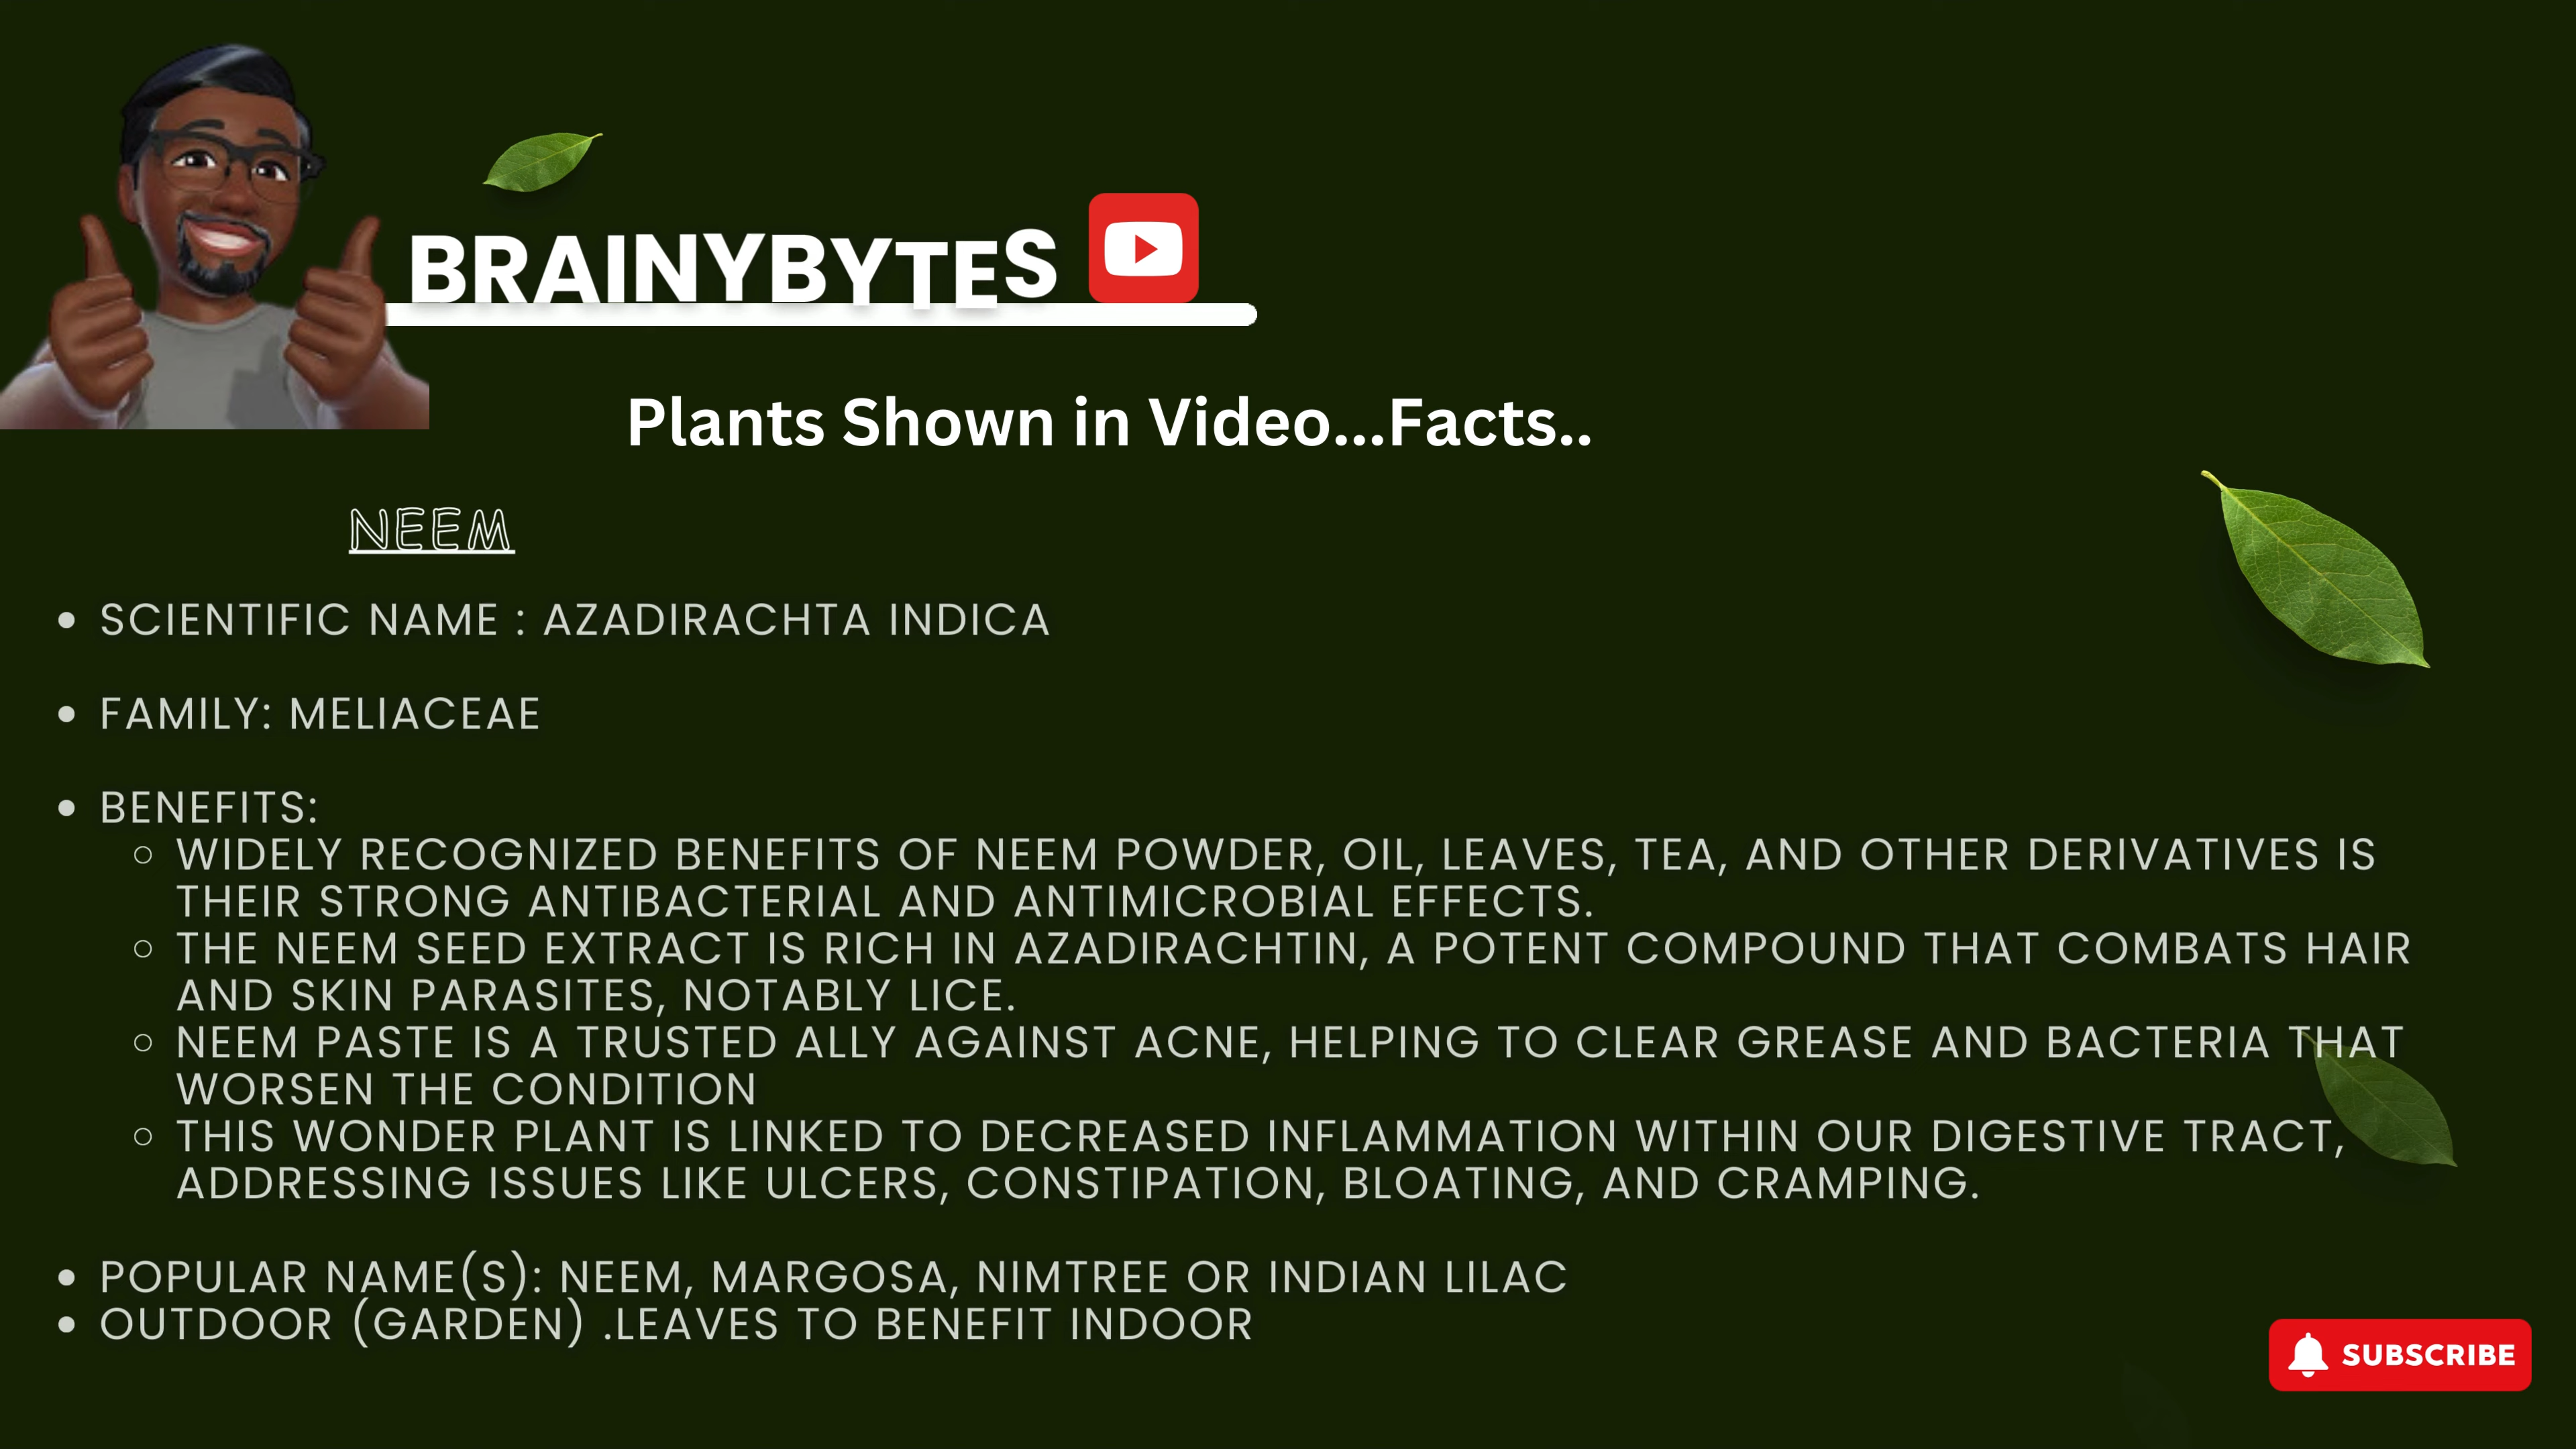 BRAINYBYTES
Plants Shown in Video...Facts..
NEEM
• SCIENTIFIC NAME : AZADIRACHTA INDICA
• FAMILY: MELIACEAE
• BENEFITS:
○ WIDELY RECOGNIZED BENEFITS OF NEEM POWDER, OIL, LEAVES, TEA, AND OTHER DERIVATIVES IS
THEIR STRONG ANTIBACTERIAL AND ANTIMICROBIAL EFFECTS.
○ THE NEEM SEED EXTRACT IS RICH IN AZADIRACHTIN, A POTENT COMPOUND THAT COMBATS HAIR
AND SKIN PARASITES, NOTABLY LICE.
○ NEEM PASTE IS A TRUSTED ALLY AGAINST ACNE, HELPING TO CLEAR GREASE AND BACTERIA THAT
WORSEN THE CONDITION
○ THIS WONDER PLANT IS LINKED TO DECREASED INFLAMMATION WITHIN OUR DIGESTIVE TRACT,
ADDRESSING ISSUES LIKE ULCERS, CONSTIPATION, BLOATING, AND CRAMPING.
• POPULAR NAME(S): NEEM, MARGOSA, NIMTREE OR INDIAN LILAC
• OUTDOOR (GARDEN) .LEAVES TO BENEFIT INDOOR
SUBSCRIBE